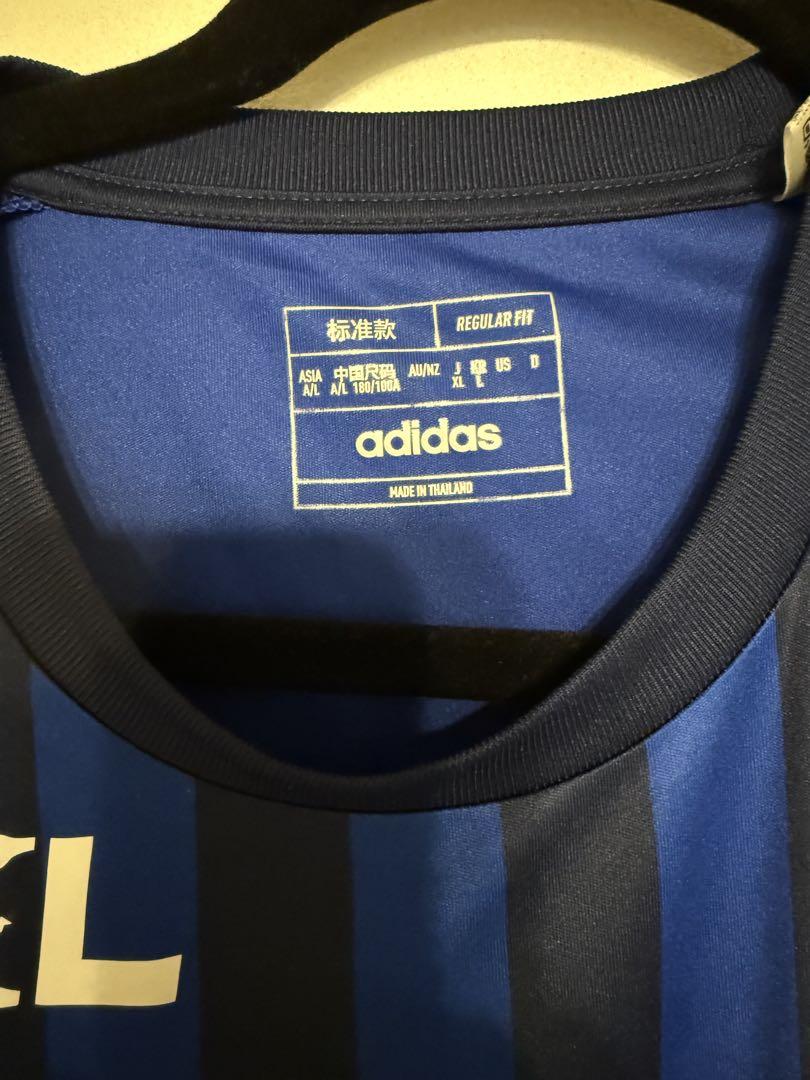 标准款 REGULAR FIT
ASIA 中国尺码 AU/NZ J KR US D
A/L A/L 180/100A XL L
adidas
MADE IN THAILAND
L